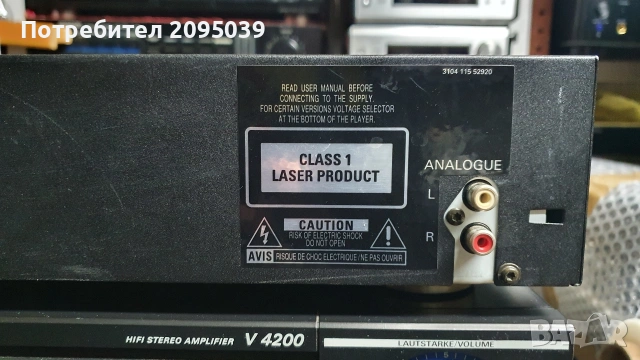 Потребител 2095039
3104 115 52920
READ USER MANUAL BEFORE
CONNECTING TO THE SUPPLY.
FOR CERTAIN VERSIONS VOLTAGE SELECTOR
AT THE BOTTOM OF THE PLAYER.
CLASS 1
LASER PRODUCT
ANALOGUE
L
R
CAUTION
RISK OF ELECTRIC SHOCK
DO NOT OPEN
AVIS
RISQUE DE CHOC ELECTRIQUE/NE PAS OUVRIR
HIFI STEREO AMPLIFIER V 4200
LAUTSTÄRKE/VOLUME
bazar